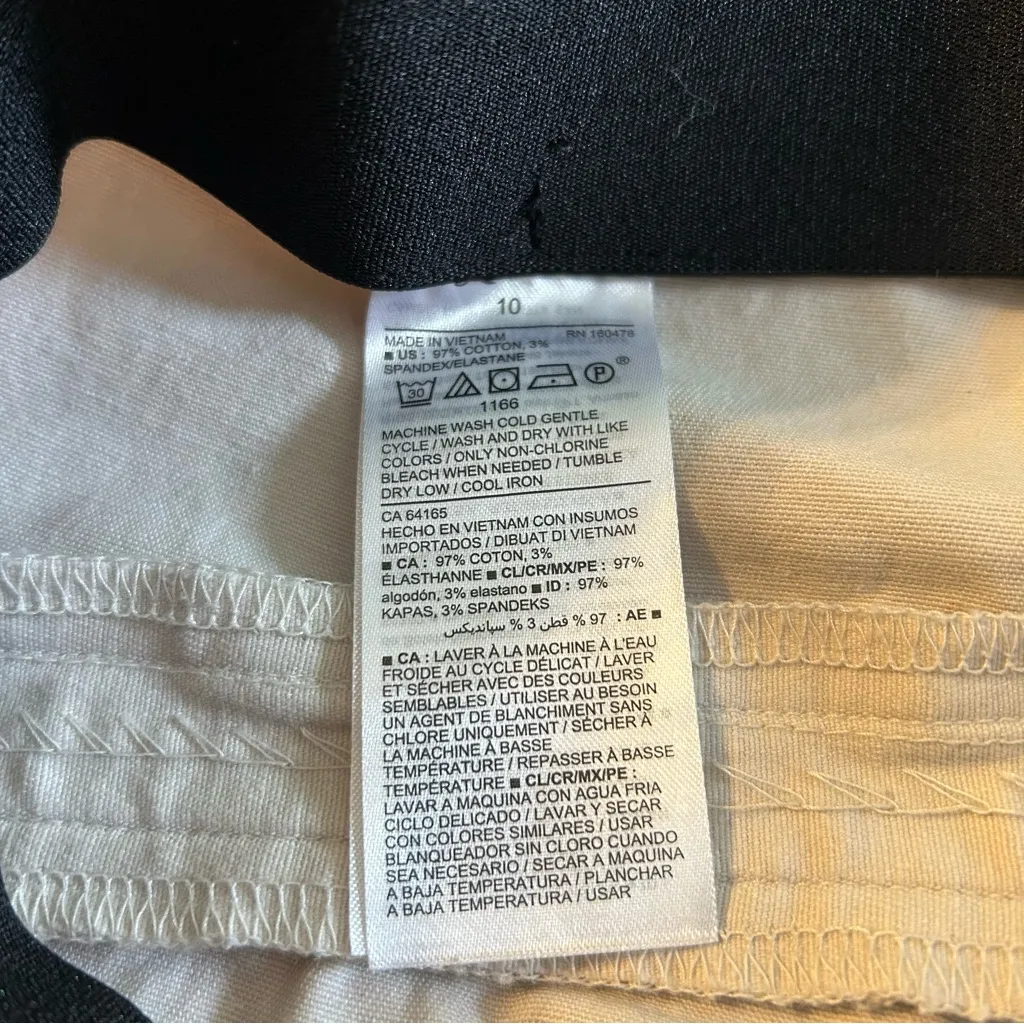 10
MADE IN VIETNAM RN 160478
■ US : 97% COTTON, 3%
SPANDEX/ELASTANE
30 P ®
1166
MACHINE WASH COLD GENTLE
CYCLE / WASH AND DRY WITH LIKE
COLORS / ONLY NON-CHLORINE
BLEACH WHEN NEEDED / TUMBLE
DRY LOW / COOL IRON
CA 64165
HECHO EN VIETNAM CON INSUMOS
IMPORTADOS / DIBUAT DI VIETNAM
■ CA : 97% COTON, 3%
ÉLASTHANNE ■ CL/CR/MX/PE : 97%
algodón, 3% elastano ■ ID : 97%
KAPAS, 3% SPANDEKS
■ AE : 97 % قطن 3 % سپانديكس
■ CA : LAVER À LA MACHINE À L'EAU
FROIDE AU CYCLE DÉLICAT / LAVER
ET SÉCHER AVEC DES COULEURS
SEMBLABLES / UTILISER AU BESOIN
UN AGENT DE BLANCHIMENT SANS
CHLORE UNIQUEMENT / SÉCHER À
LA MACHINE À BASSE
TEMPÉRATURE / REPASSER À BASSE
TEMPÉRATURE ■ CL/CR/MX/PE :
LAVAR A MAQUINA CON AGUA FRIA
CICLO DELICADO / LAVAR Y SECAR
CON COLORES SIMILARES / USAR
BLANQUEADOR SIN CLORO CUANDO
SEA NECESARIO / SECAR A MAQUINA
A BAJA TEMPERATURA / PLANCHAR
A BAJA TEMPERATURA / USAR